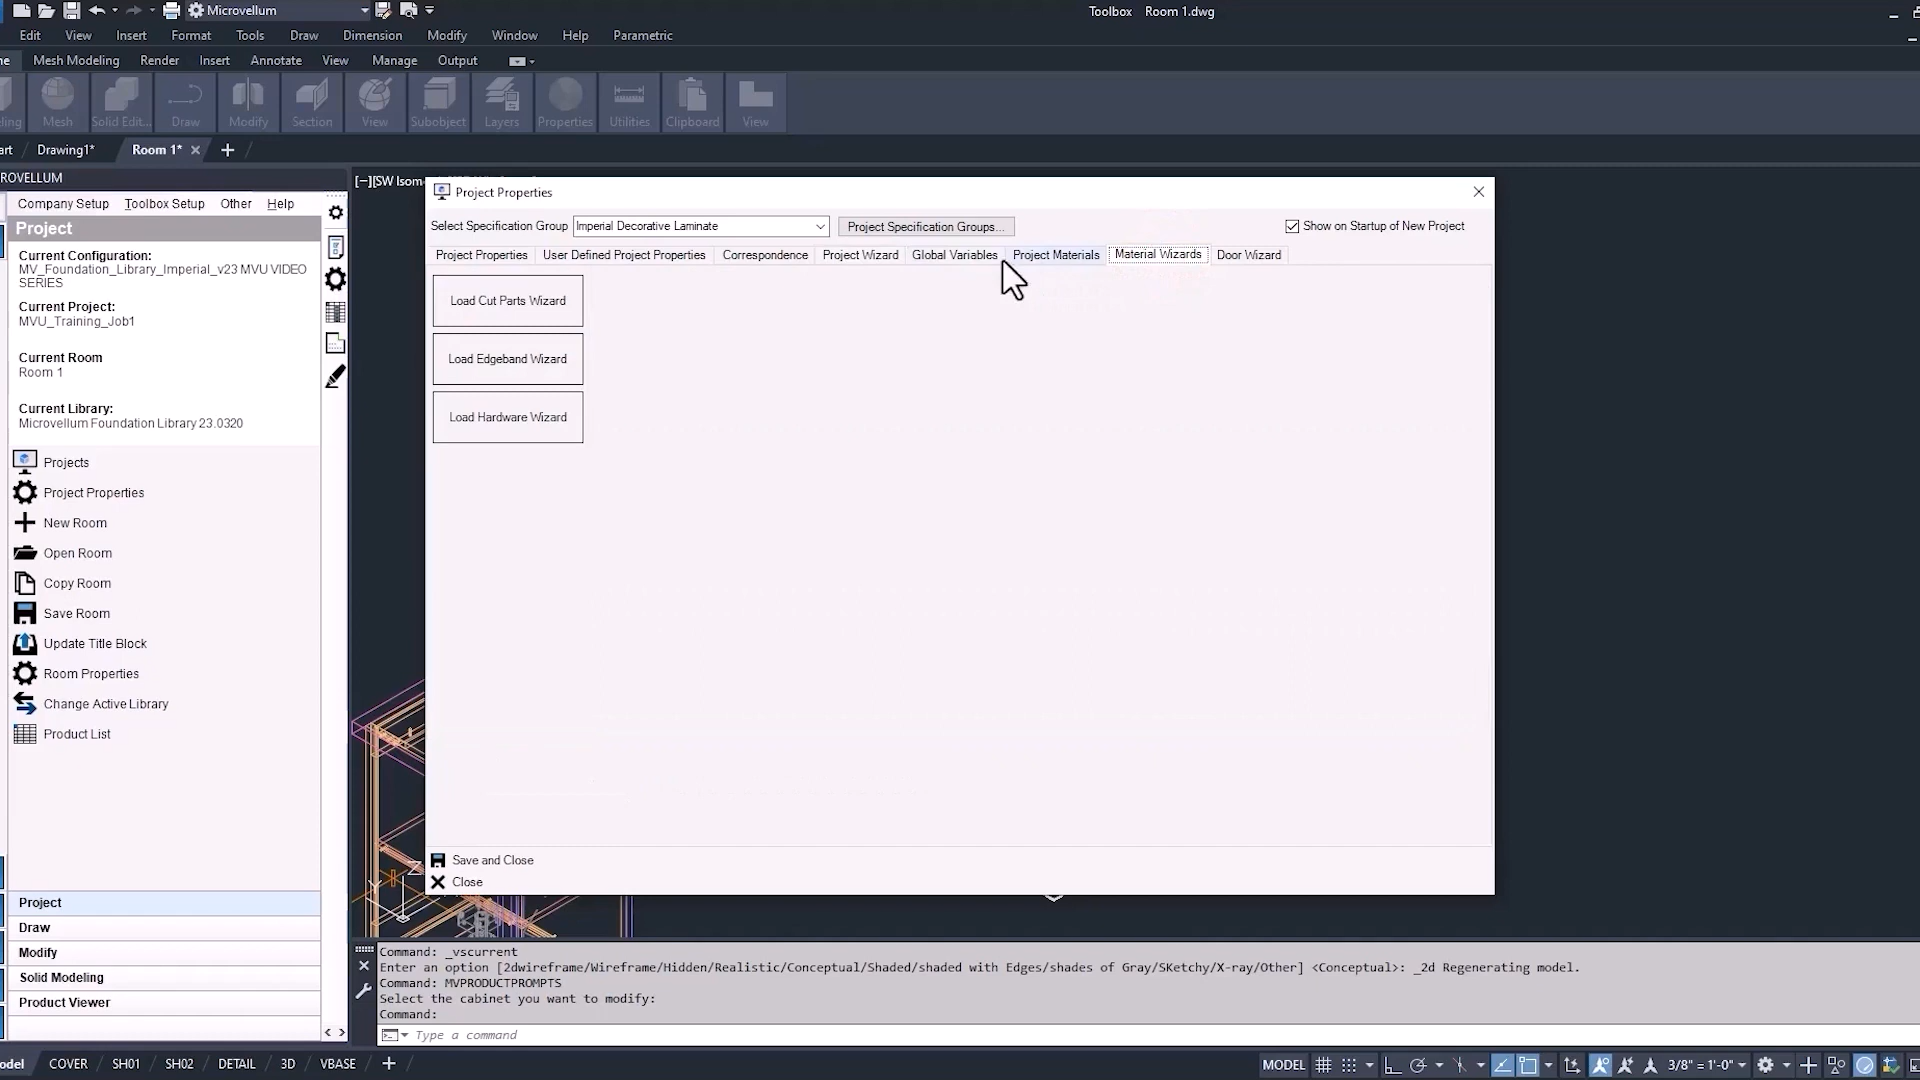 Microvellum
Toolbox Room 1.dwg
Edit View Insert Format Tools Draw Dimension Modify Window Help Parametric
ne Mesh Modeling Render Insert Annotate View Manage Output
ling Mesh Solid Edit... Draw Modify Section View Subobject Layers Properties Utilities Clipboard View
art Drawing1* Room 1*
ROVELLUM
[−][SW Isom
Company Setup Toolbox Setup Other Help
Project
Current Configuration:
MV_Foundation_Library_Imperial_v23 MVU VIDEO
SERIES
Current Project:
MVU_Training_Job1
Current Room
Room 1
Current Library:
Microvellum Foundation Library 23.0320
Projects
Project Properties
New Room
Open Room
Copy Room
Save Room
Update Title Block
Room Properties
Change Active Library
Product List
Project
Draw
Modify
Solid Modeling
Product Viewer
Project Properties
Select Specification Group Imperial Decorative Laminate Project Specification Groups... Show on Startup of New Project
Project Properties User Defined Project Properties Correspondence Project Wizard Global Variables Project Materials Material Wizards Door Wizard
Load Cut Parts Wizard
Load Edgeband Wizard
Load Hardware Wizard
Save and Close
Close
Z
Y
Command: _vscurrent
Enter an option [2dwireframe/Wireframe/Hidden/Realistic/Conceptual/Shaded/shaded with Edges/shades of Gray/SKetchy/X-ray/Other] <Conceptual>: _2d Regenerating model.
Command: MVPRODUCTPROMPTS
Select the cabinet you want to modify:
Command:
Type a command
odel COVER SH01 SH02 DETAIL 3D VBASE
MODEL 3/8" = 1'-0"